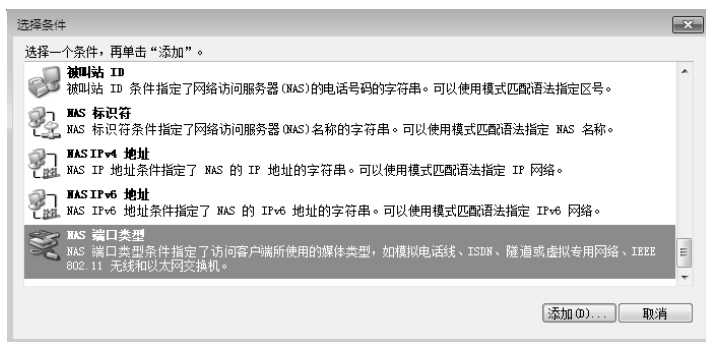 选择条件
选择一个条件，再单击“添加”。
被叫站 ID
被叫站 ID 条件指定了网络访问服务器(NAS)的电话号码的字符串。可以使用模式匹配语法指定区号。
NAS 标识符
NAS 标识符条件指定了网络访问服务器(NAS)名称的字符串。可以使用模式匹配语法指定 NAS 名称。
NAS IPv4 地址
NAS IP 地址条件指定了 NAS 的 IP 地址的字符串。可以使用模式匹配语法指定 IP 网络。
NAS IPv6 地址
NAS IPv6 地址条件指定了 NAS 的 IPv6 地址的字符串。可以使用模式匹配语法指定 IPv6 网络。
NAS 端口类型
NAS 端口类型条件指定了访问客户端所使用的媒体类型，如模拟电话线、ISDN、隧道或虚拟专用网络、IEEE
802.11 无线和以太网交换机。
添加(D)... 取消